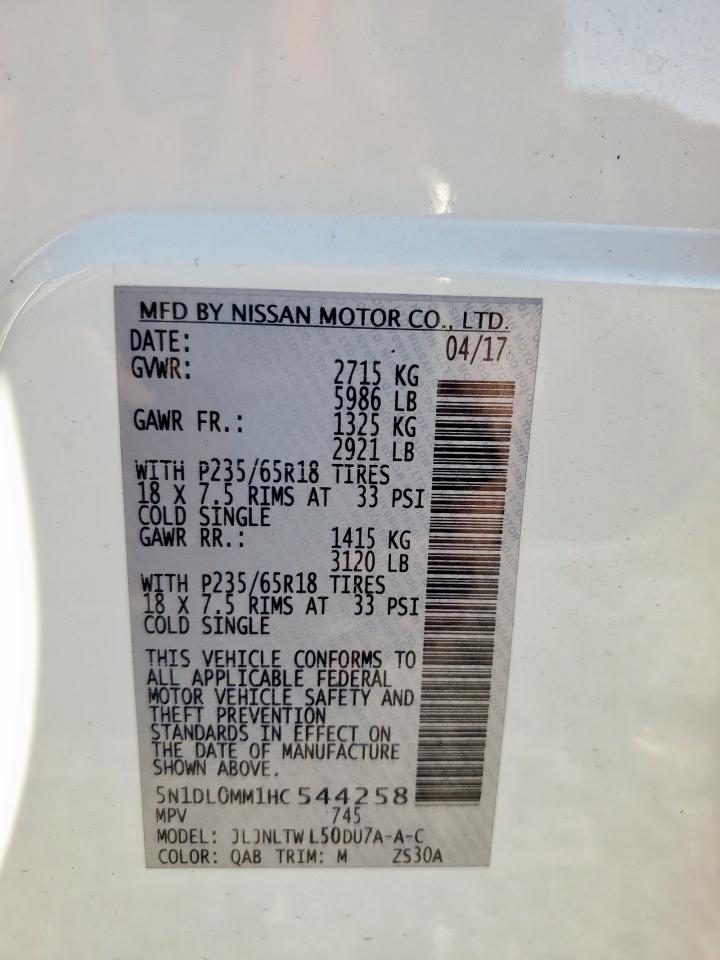 MFD BY NISSAN MOTOR CO., LTD.
DATE: 04/17
GVWR: 2715 KG
5986 LB
GAWR FR.: 1325 KG
2921 LB
WITH P235/65R18 TIRES
18 X 7.5 RIMS AT 33 PSI
COLD SINGLE
GAWR RR.: 1415 KG
3120 LB
WITH P235/65R18 TIRES
18 X 7.5 RIMS AT 33 PSI
COLD SINGLE
THIS VEHICLE CONFORMS TO
ALL APPLICABLE FEDERAL
MOTOR VEHICLE SAFETY AND
THEFT PREVENTION
STANDARDS IN EFFECT ON
THE DATE OF MANUFACTURE
SHOWN ABOVE.
5N1DL0MM1HC 544258
MPV 745
MODEL: JLJNLTW L50DU7A-A-C
COLOR: QAB TRIM: M ZS30A